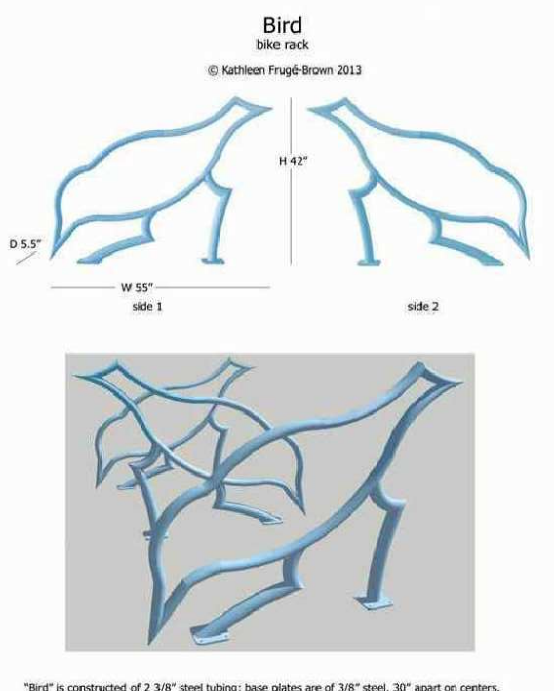 Bird
bike rack
© Kathleen Frugé-Brown 2013
H 42"
D 5.5"
W 55"
side 1
side 2
"Bird" is constructed of 2 3/8" steel tubing; base plates are of 3/8" steel, 30" apart on centers.